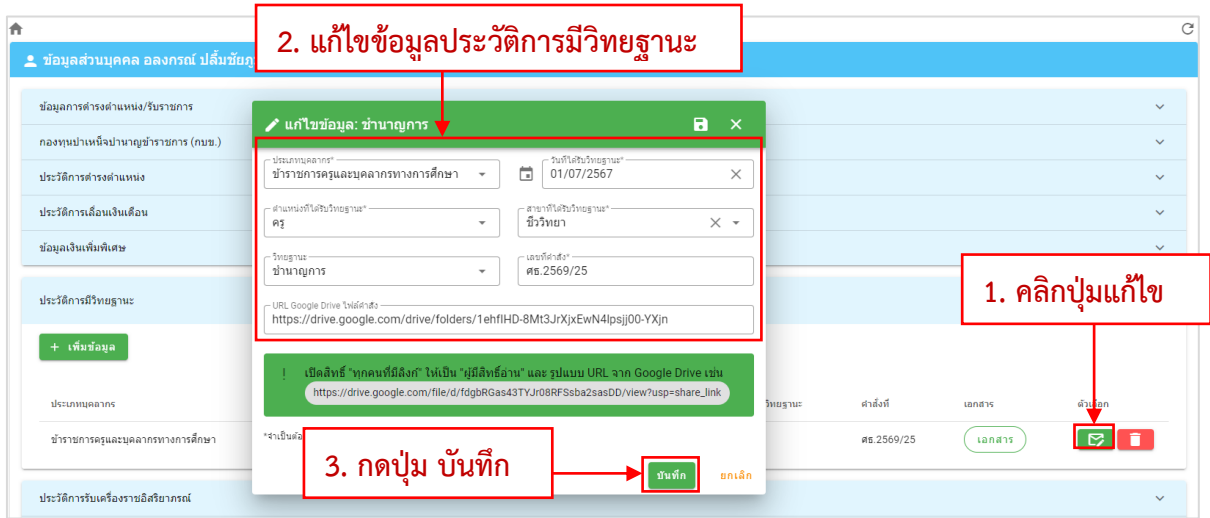 2. แก้ไขข้อมูลประวัติการมีวิทยฐานะ
ข้อมูลส่วนบุคคล อลงกรณ์ ปลื้มชัยภู
ข้อมูลการดำรงตำแหน่ง/รับราชการ
กองทุนบำเหน็จบำนาญข้าราชการ (กบข.)
ประวัติการดำรงตำแหน่ง
ประวัติการเลื่อนเงินเดือน
ข้อมูลเงินเพิ่มพิเศษ
แก้ไขข้อมูล: ชำนาญการ
ประเภทบุคลากร* วันที่ได้รับวิทยฐานะ*
ข้าราชการครูและบุคลากรทางการศึกษา 01/07/2567
ตำแหน่งที่ได้รับวิทยฐานะ* สาขาที่ได้รับวิทยฐานะ*
ครู ชีววิทยา
วิทยฐานะ เลขที่คำสั่ง*
ชำนาญการ ศธ.2569/25
URL Google Drive ไฟล์คำสั่ง
https://drive.google.com/drive/folders/1ehflHD-8Mt3JrXjxEwN4lpsjj00-YXjn
1. คลิกปุ่มแก้ไข
ประวัติการมีวิทยฐานะ
+ เพิ่มข้อมูล
! เปิดสิทธิ์ "ทุกคนที่มีลิงก์" ให้เป็น "ผู้มีสิทธิ์อ่าน" และ รูปแบบ URL จาก Google Drive เช่น
https://drive.google.com/file/d/fdgbRGas43TYJr08RFSsba2sasDD/view?usp=share_link
ประเภทบุคลากร วิทยฐานะ คำสั่งที่ เอกสาร ตัวเลือก
ข้าราชการครูและบุคลากรทางการศึกษา ศธ.2569/25 เอกสาร
*จำเป็นต้อ
3. กดปุ่ม บันทึก
บันทึก ยกเลิก
ประวัติการรับเครื่องราชอิสริยาภรณ์